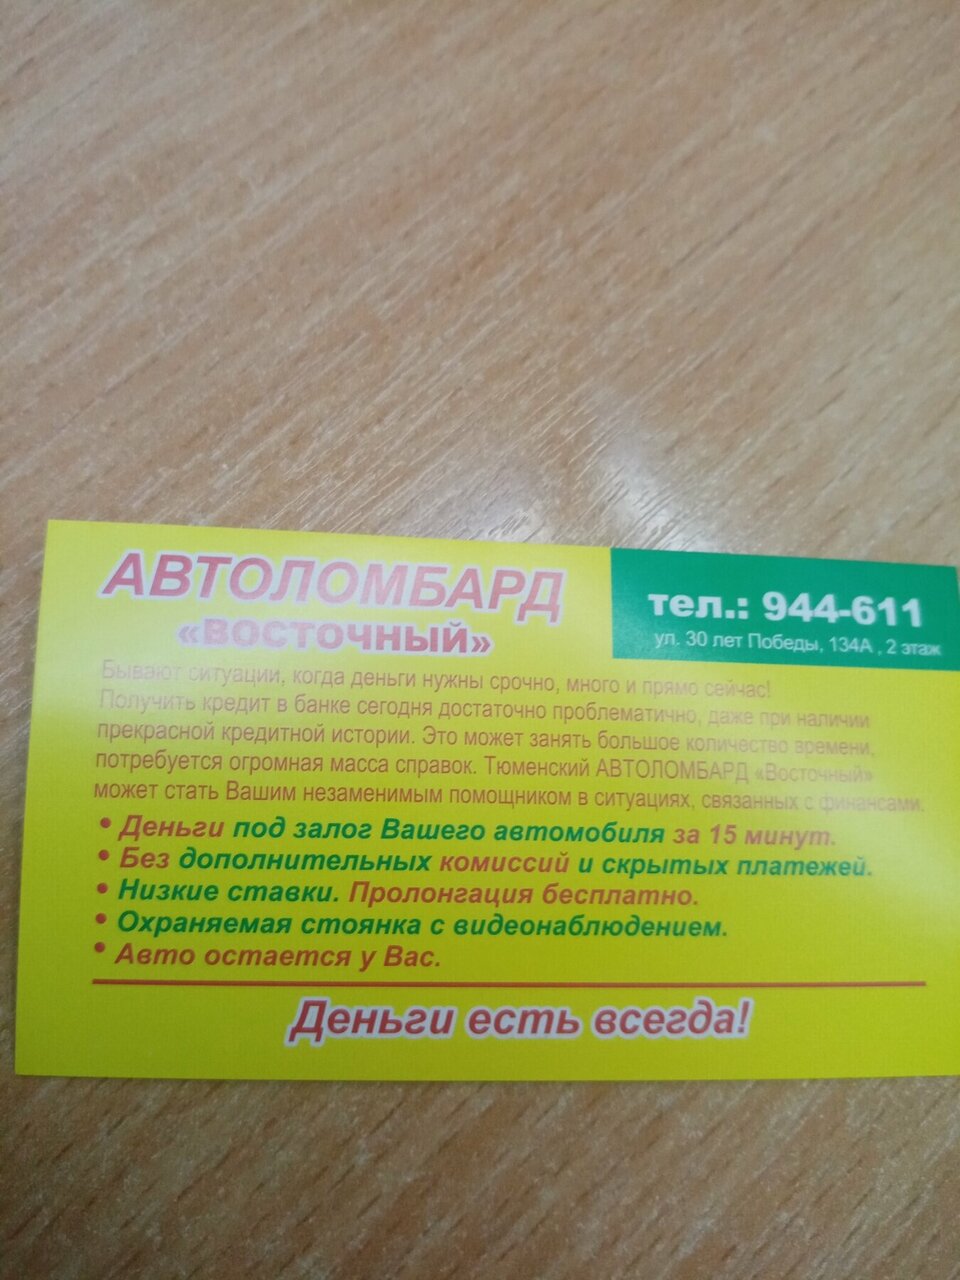 АВТОЛОМБАРД
«ВОСТОЧНЫЙ»
тел.: 944-611
ул. 30 лет Победы, 134А , 2 этаж
Бывают ситуации, когда деньги нужны срочно, много и прямо сейчас!
Получить кредит в банке сегодня достаточно проблематично, даже при наличии
прекрасной кредитной истории. Это может занять большое количество времени,
потребуется огромная масса справок. Тюменский АВТОЛОМБАРД «Восточный»
может стать Вашим незаменимым помощником в ситуациях, связанных с финансами.
• Деньги под залог Вашего автомобиля за 15 минут.
• Без дополнительных комиссий и скрытых платежей.
• Низкие ставки. Пролонгация бесплатно.
• Охраняемая стоянка с видеонаблюдением.
• Авто остается у Вас.
Деньги есть всегда!